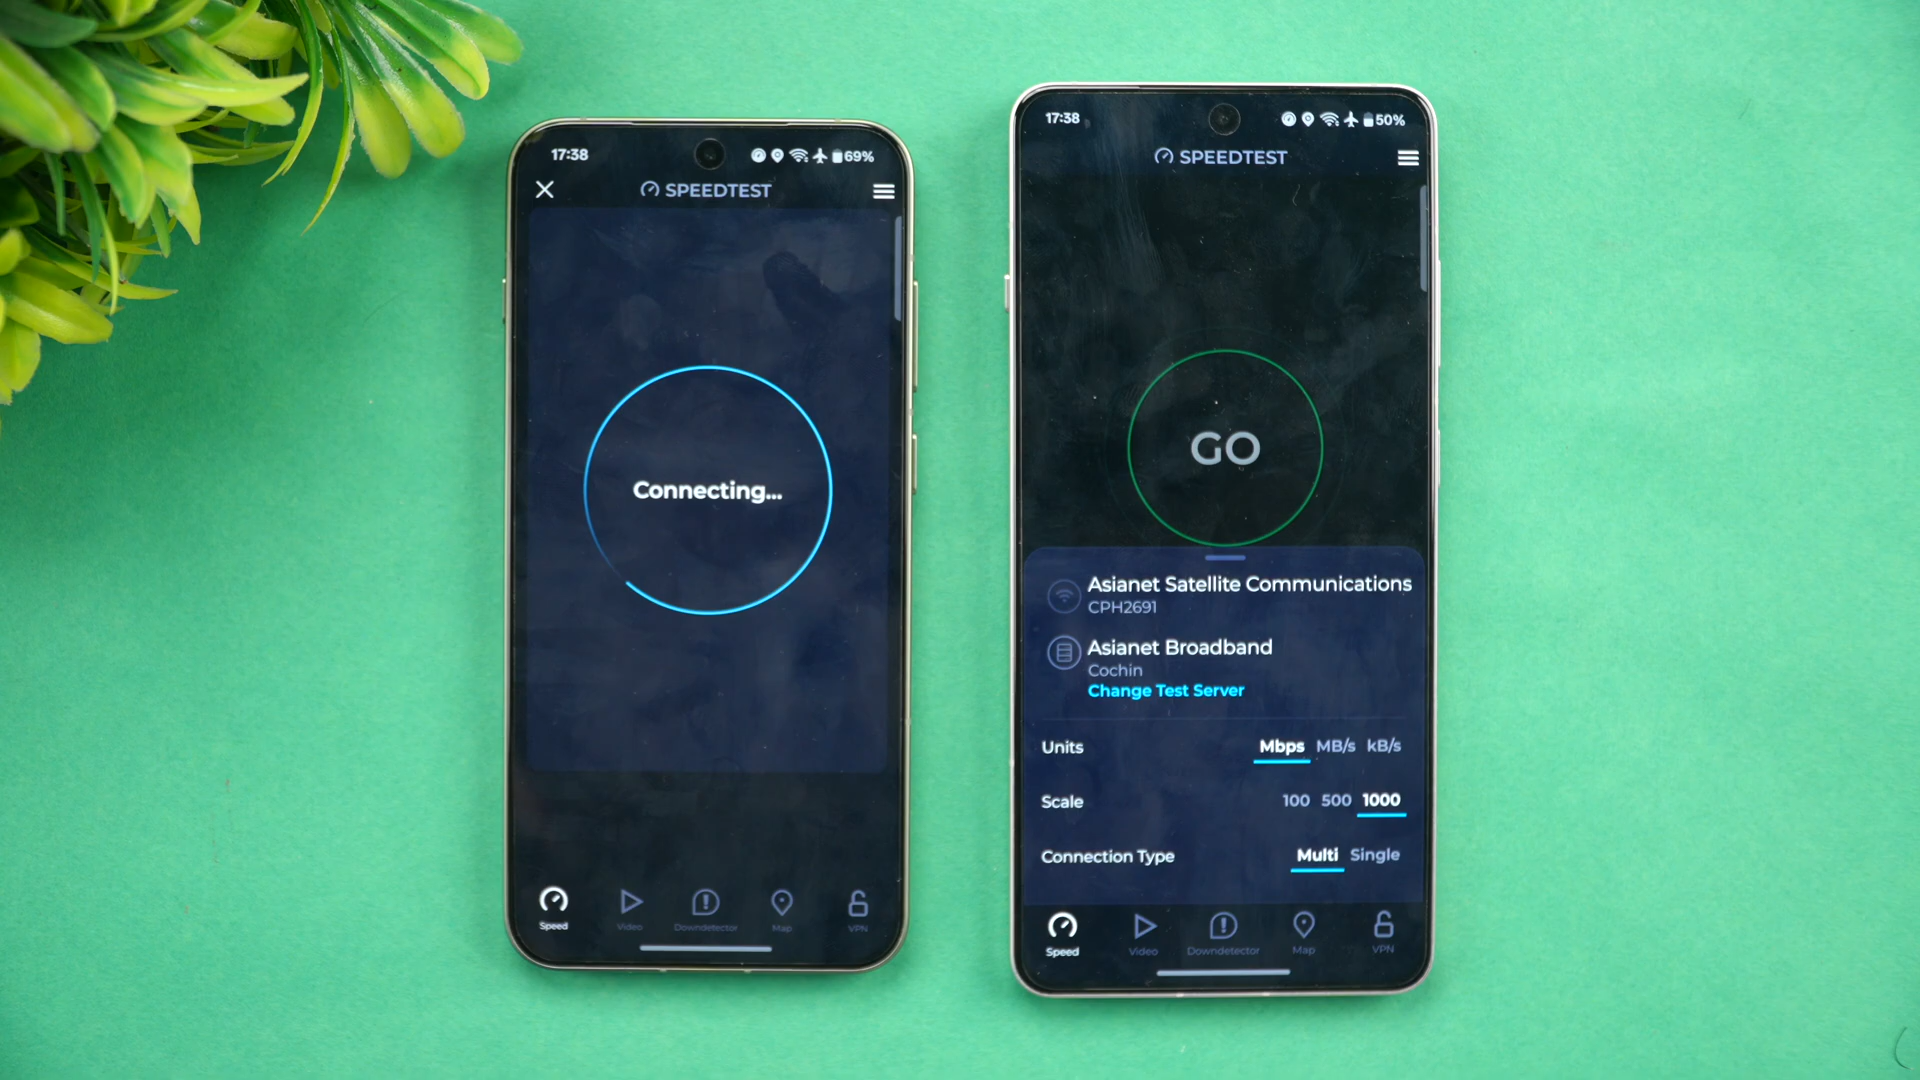 17:38
69%
SPEEDTEST
Connecting...
Speed
Video
Downdetector
Map
VPN
17:38
50%
SPEEDTEST
GO
Asianet Satellite Communications
CPH2691
Asianet Broadband
Cochin
Change Test Server
Units Mbps MB/s kB/s
Scale 100 500 1000
Connection Type Multi Single
Speed
Video
Downdetector
Map
VPN